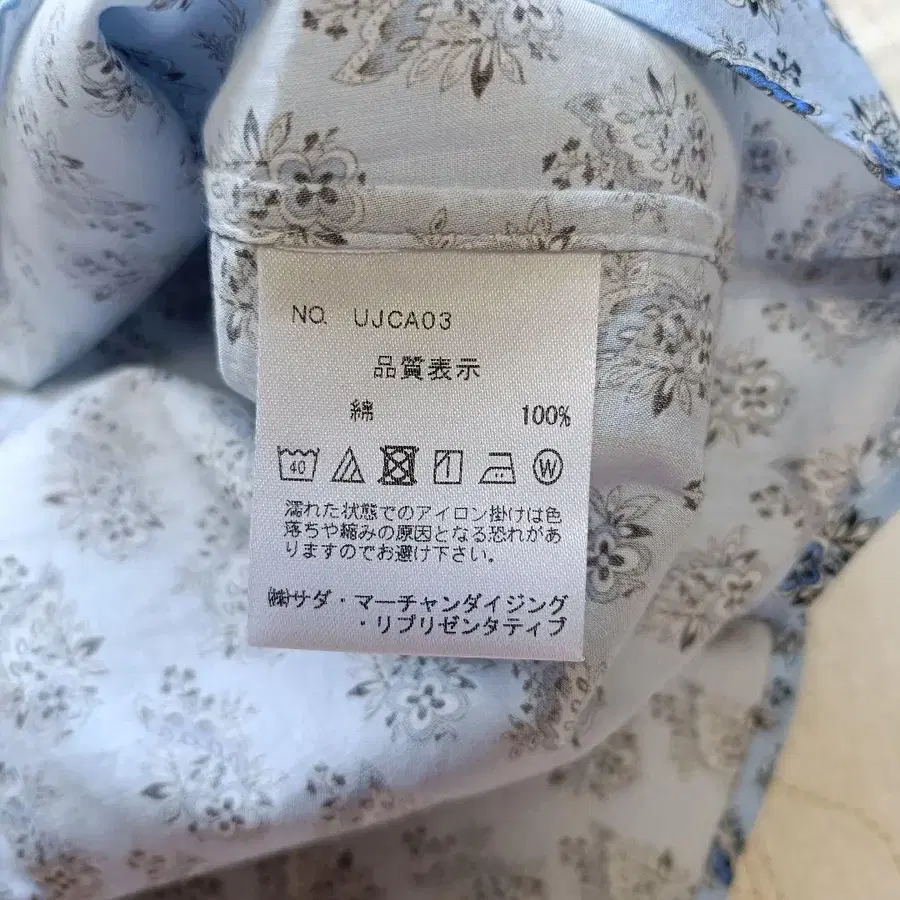 NO. UJCA03
品質表示
綿 100%
40 W
濡れた状態でのアイロン掛けは色
落ちや縮みの原因となる恐れがあ
りますのでお避け下さい。
㈱サダ・マーチャンダイジング
・リプリゼンタティブ